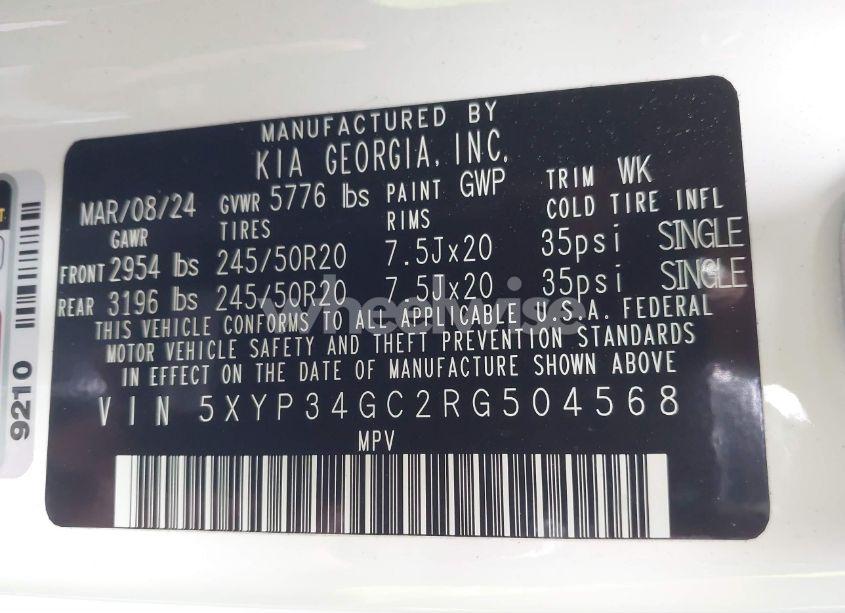 MANUFACTURED BY
KIA GEORGIA, INC.
MAR/08/24 GVWR 5776 lbs PAINT GWP TRIM WK
GAWR TIRES RIMS COLD TIRE INFL
FRONT 2954 lbs 245/50R20 7.5Jx20 35psi SINGLE
REAR 3196 lbs 245/50R20 7.5Jx20 35psi SINGLE
THIS VEHICLE CONFORMS TO ALL APPLICABLE U.S.A. FEDERAL
MOTOR VEHICLE SAFETY AND THEFT PREVENTION STANDARDS
IN EFFECT ON THE DATE OF MANUFACTURE SHOWN ABOVE
VIN 5XYP34GC2RG504568
MPV
9210
wheelwise